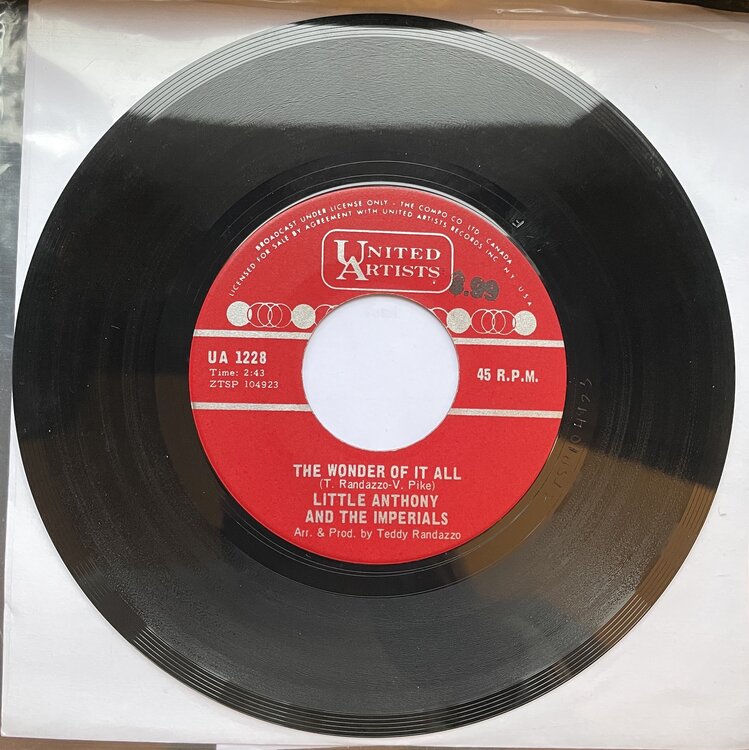 BROADCAST UNDER LICENSE ONLY - THE COMPO CO. LTD. CANADA
LICENSED FOR SALE BY AGREEMENT WITH UNITED ARTISTS RECORDS INC. N.Y. U.S.A.
UNITED
ARTISTS
.99
UA 1228
Time: 2:43
ZTSP 104923
45 R.P.M.
THE WONDER OF IT ALL
(T. Randazzo-V. Pike)
LITTLE ANTHONY
AND THE IMPERIALS
Arr. & Prod. by Teddy Randazzo